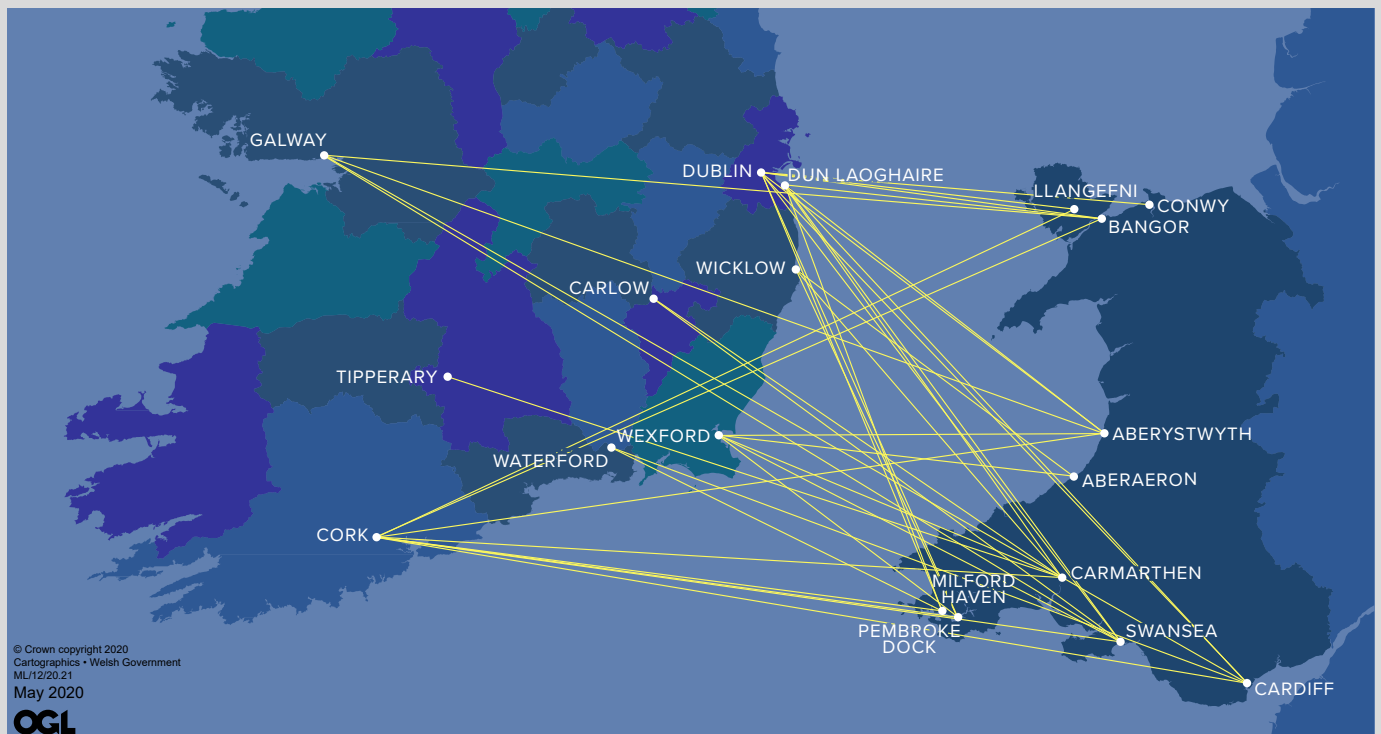 GALWAY
DUBLIN
DUN LAOGHAIRE
LLANGEFNI
CONWY
BANGOR
WICKLOW
CARLOW
TIPPERARY
WEXFORD
WATERFORD
ABERYSTWYTH
ABERAERON
CORK
CARMARTHEN
MILFORD
HAVEN
PEMBROKE
DOCK
SWANSEA
CARDIFF
© Crown copyright 2020
Cartographics • Welsh Government
ML/12/20.21
May 2020
OGL